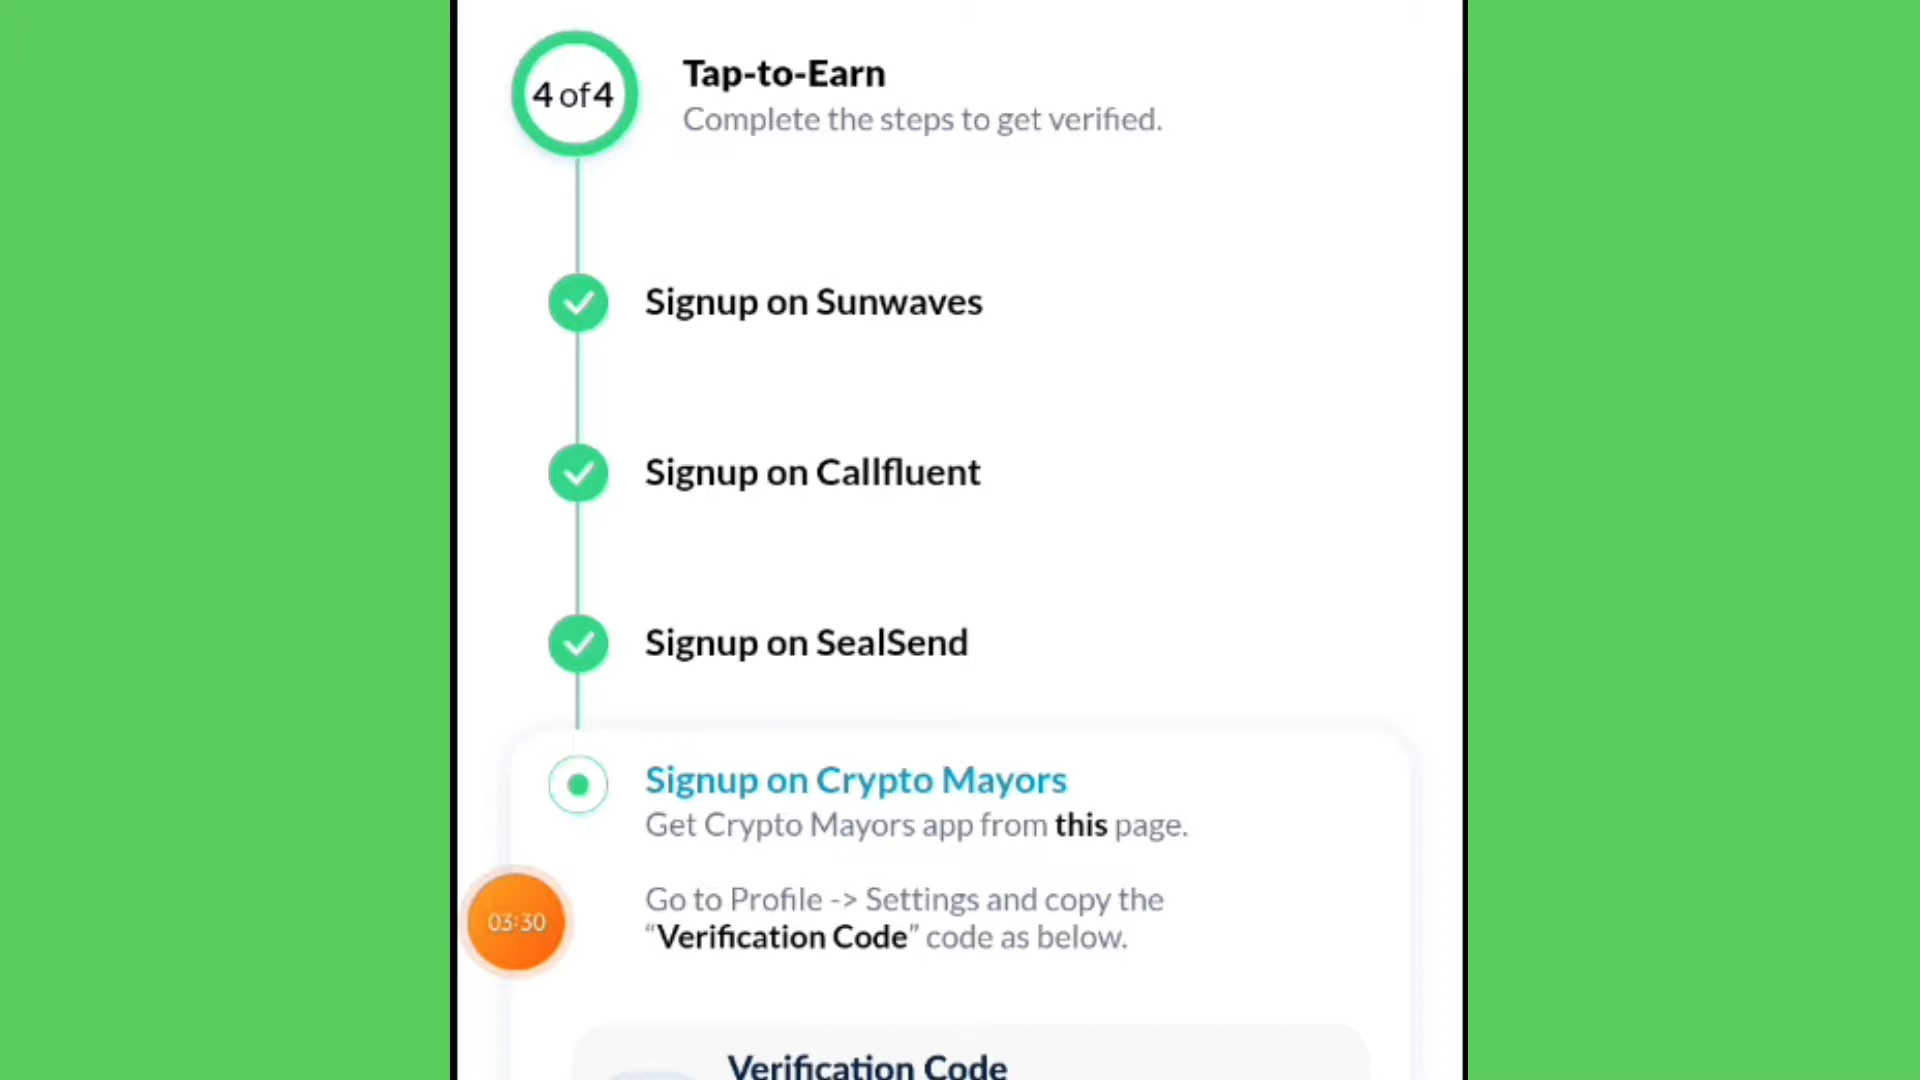 4 of 4
Tap-to-Earn
Complete the steps to get verified.
Signup on Sunwaves
Signup on Callfluent
Signup on SealSend
Signup on Crypto Mayors
Get Crypto Mayors app from this page.
Go to Profile -> Settings and copy the
“Verification Code” code as below.
03:30
Verification Code